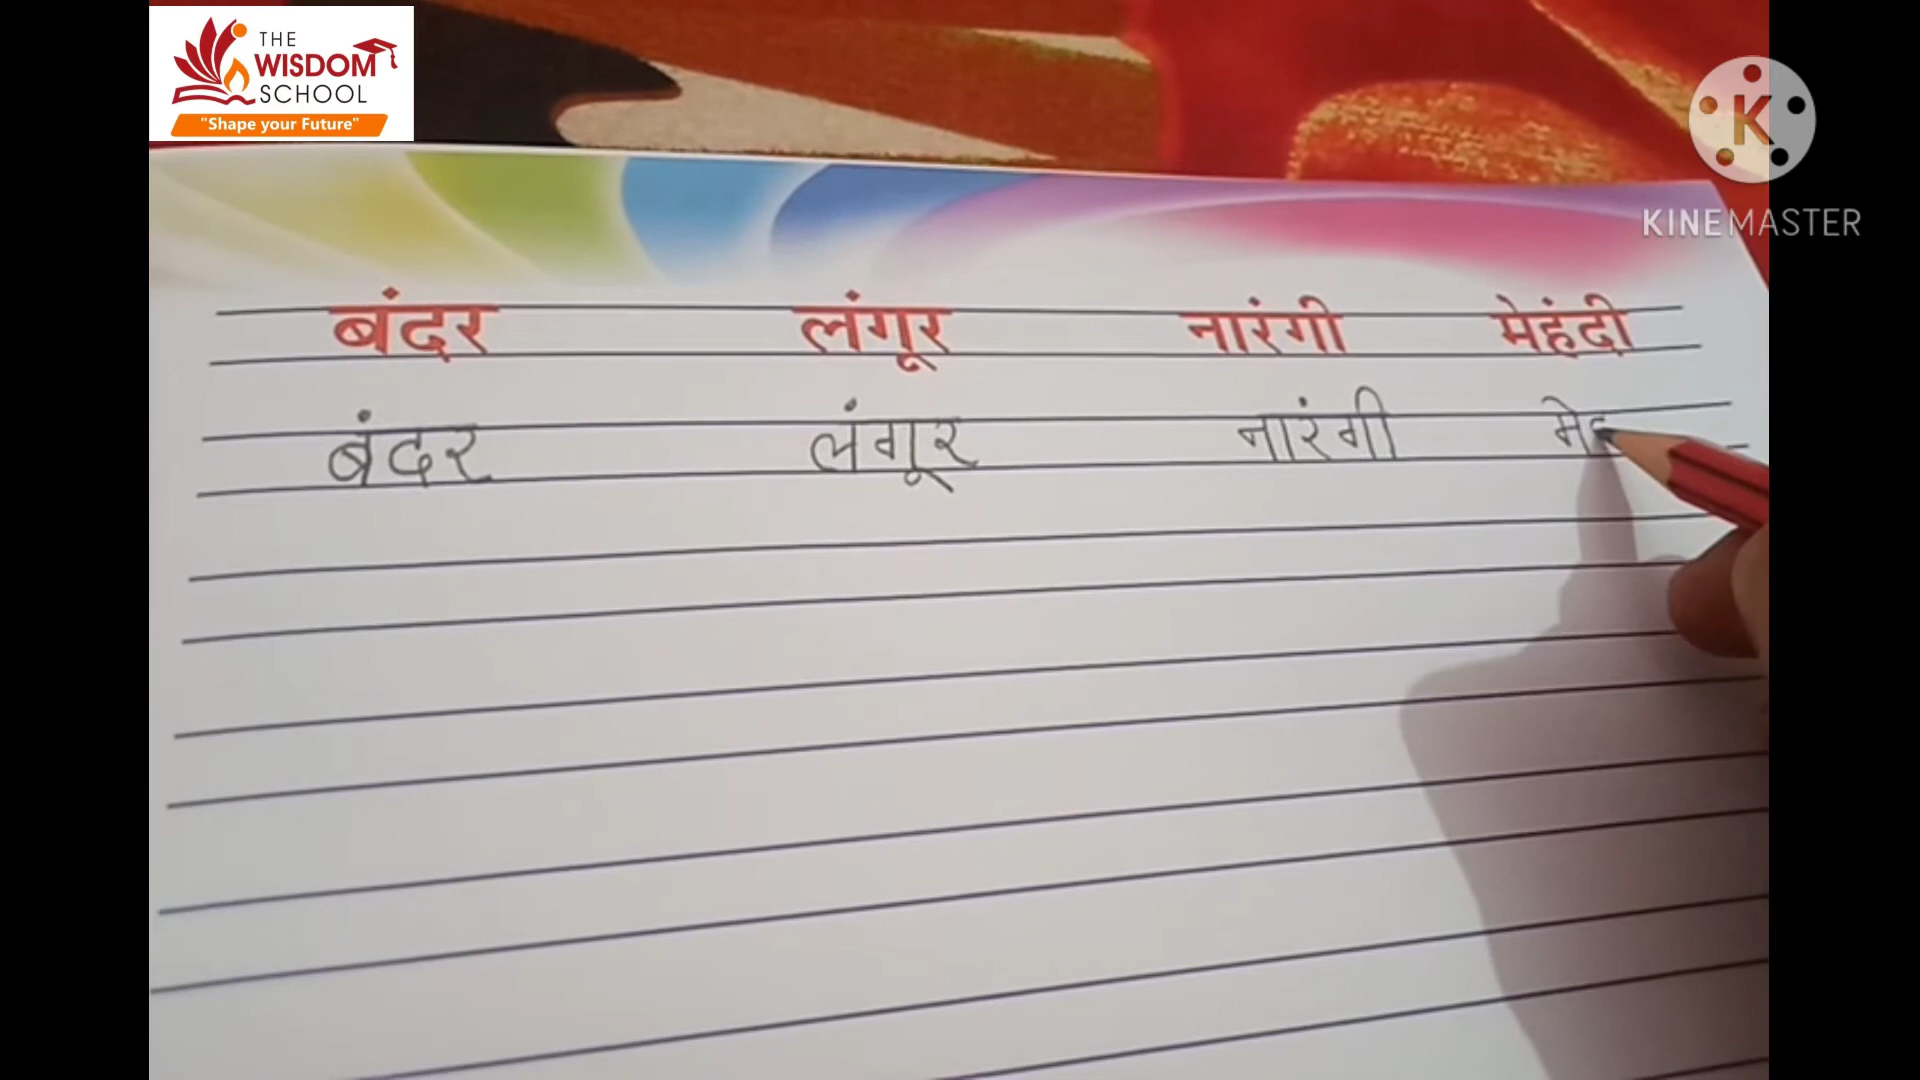 THE
WISDOM
SCHOOL
"Shape your Future"
K
KINEMASTER
बंदर लंगूर नारंगी मेहंदी
बंदर लंगूर नारंगी